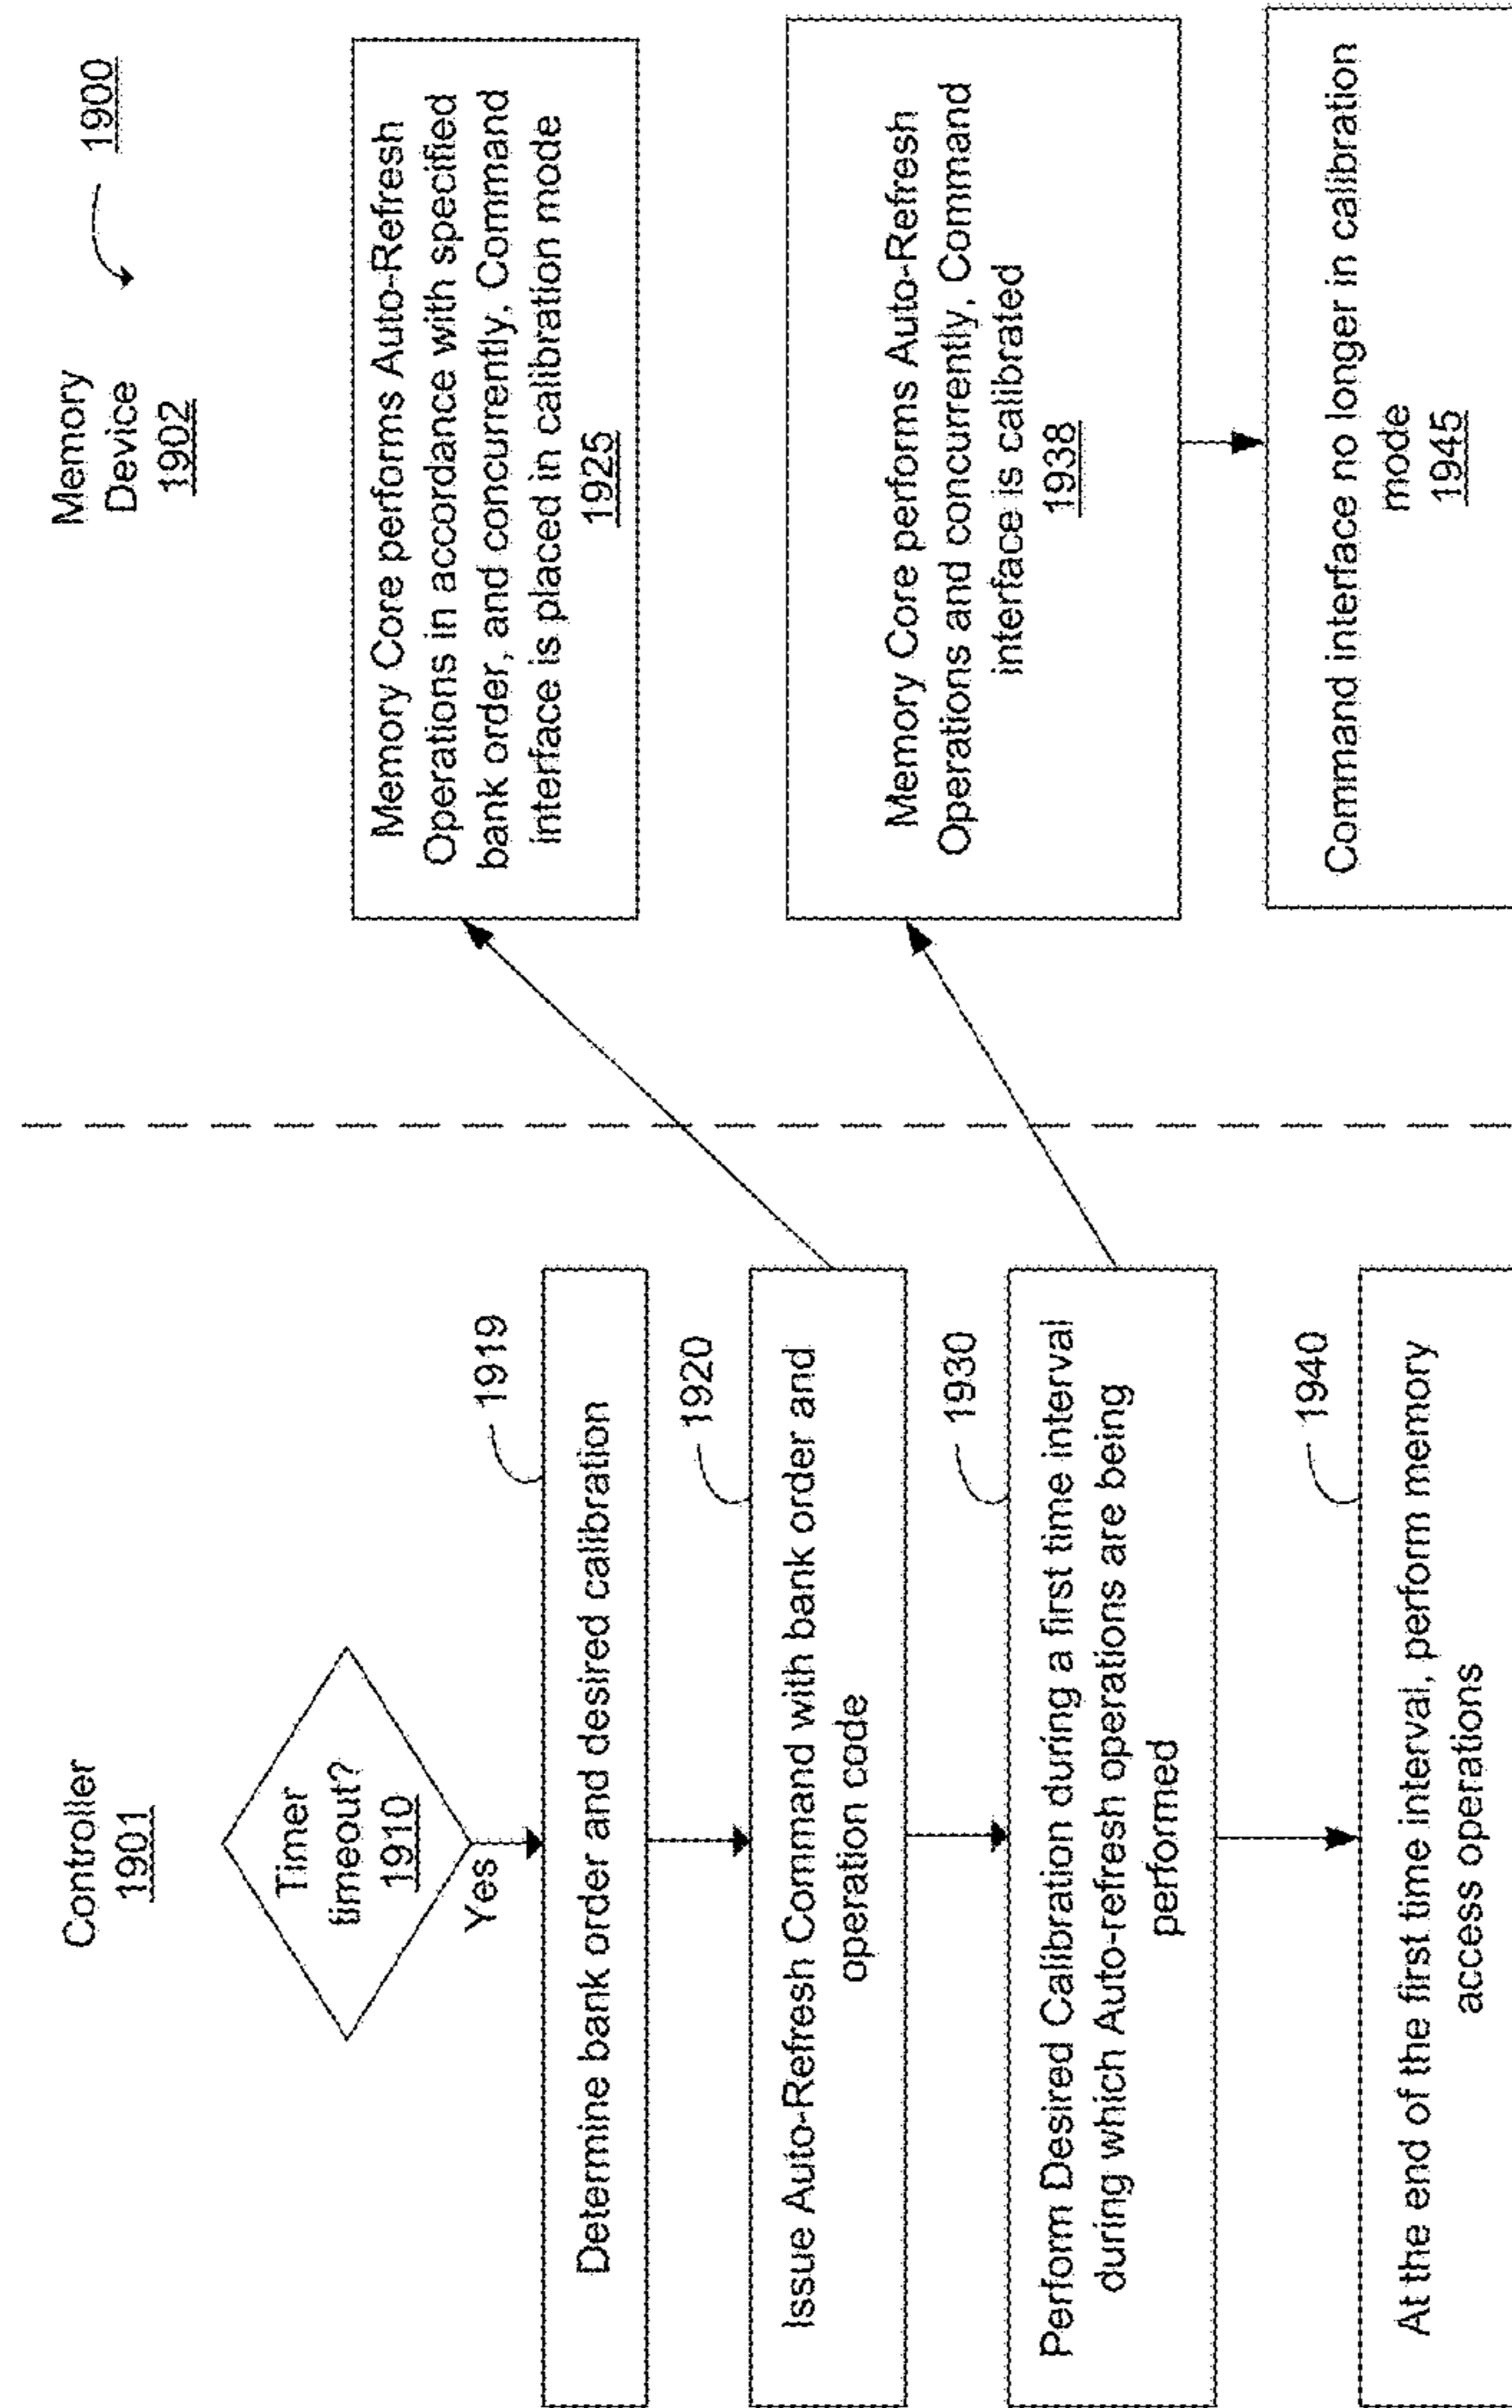 Controller
1901
Timer
timeout?
1910
Yes
1919
Determine bank order and desired calibration
1920
Issue Auto-Refresh Command with bank order and
operation code
1930
Perform Desired Calibration during a first time interval
during which Auto-refresh operations are being
performed
1940
At the end of the first time interval, perform memory
access operations
Memory
Device
1902
1900
Memory Core performs Auto-Refresh
Operations in accordance with specified
bank order, and concurrently, Command
interface is placed in calibration mode
1925
Memory Core performs Auto-Refresh
Operations and concurrently, Command
interface is calibrated
1938
Command interface no longer in calibration
mode
1945